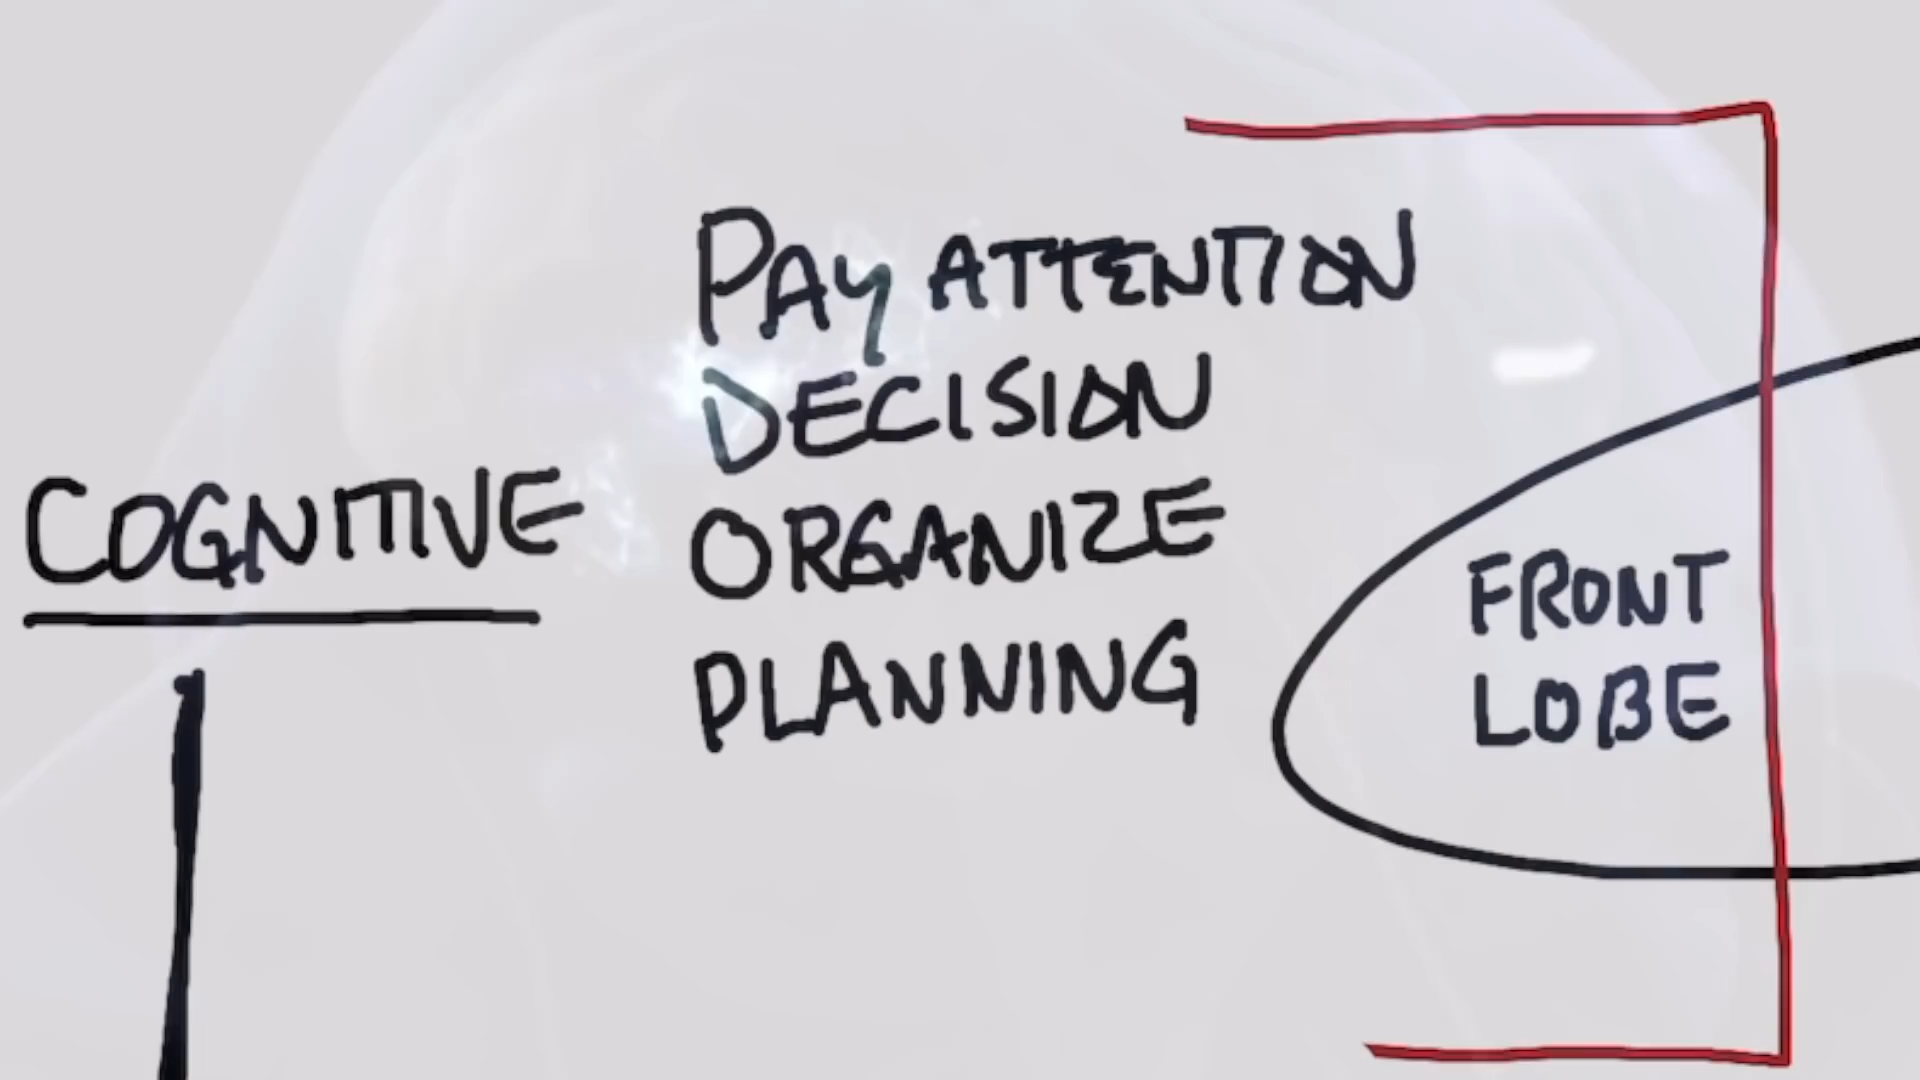 COGNITIVE
PAY ATTENTION
DECISION
ORGANIZE
PLANNING
FRONT
LOBE